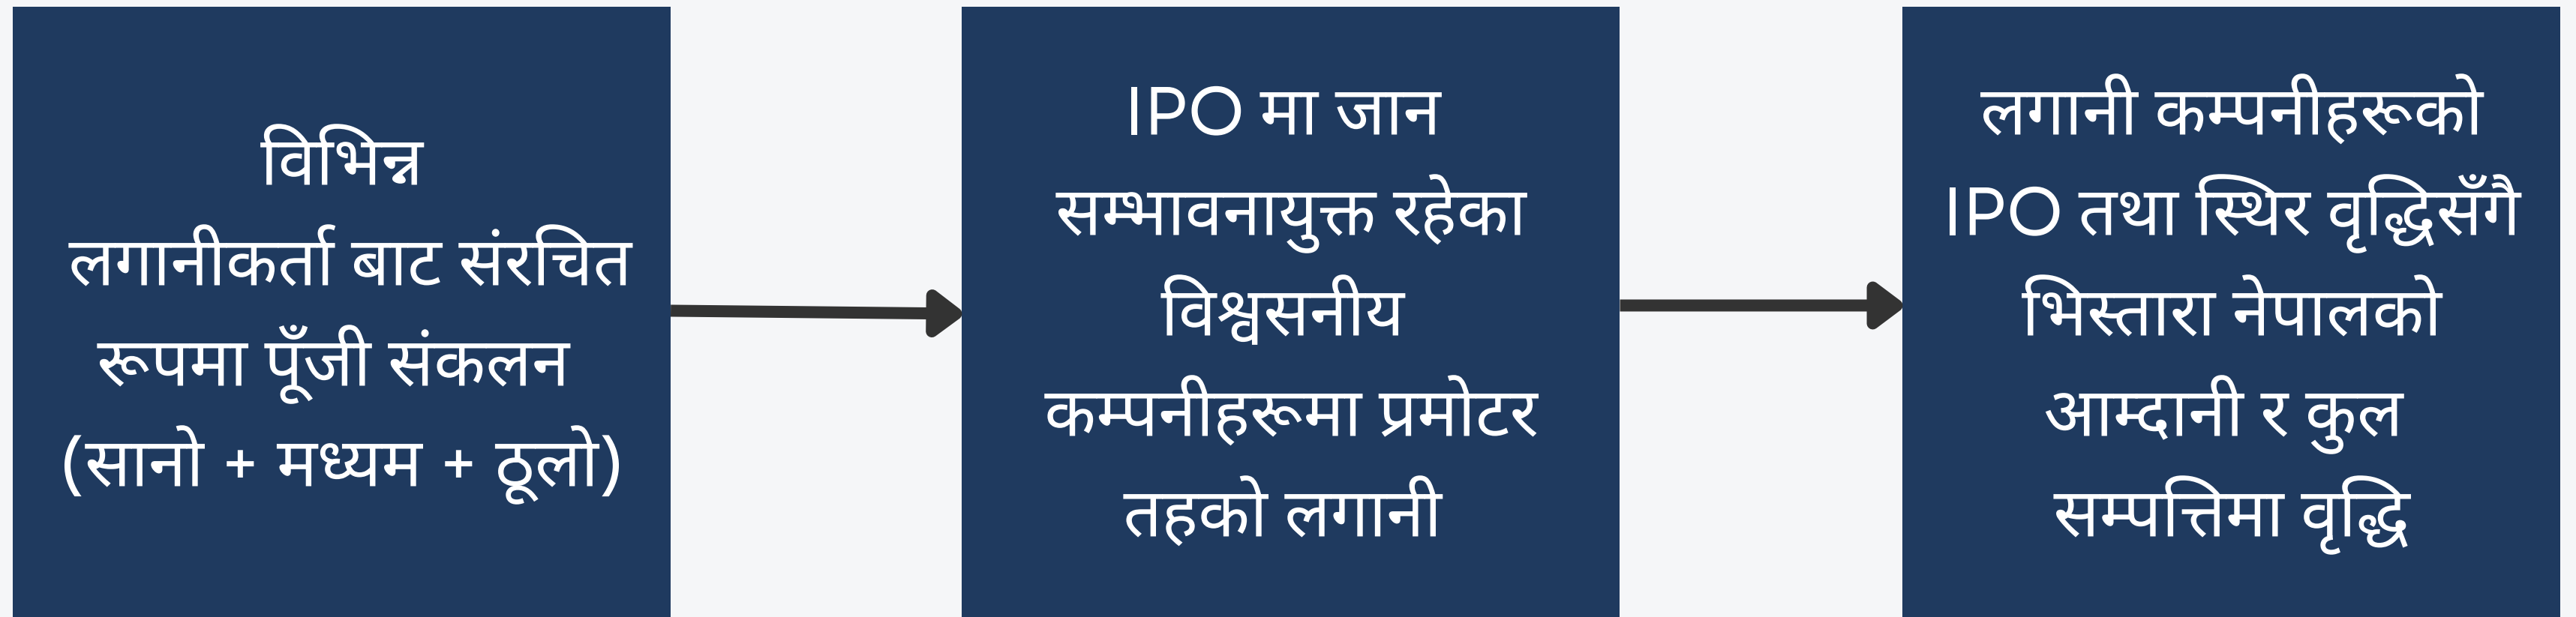 विभिन्न
लगानीकर्ता बाट संरचित
रूपमा पूँजी संकलन
(सानो + मध्यम + ठूलो)
IPO मा जान
सम्भावनायुक्त रहेका
विश्वसनीय
कम्पनीहरूमा प्रमोटर
तहको लगानी
लगानी कम्पनीहरूको
IPO तथा स्थिर वृद्धिसँगै
भिस्तारा नेपालको
आम्दानी र कुल
सम्पत्तिमा वृद्धि